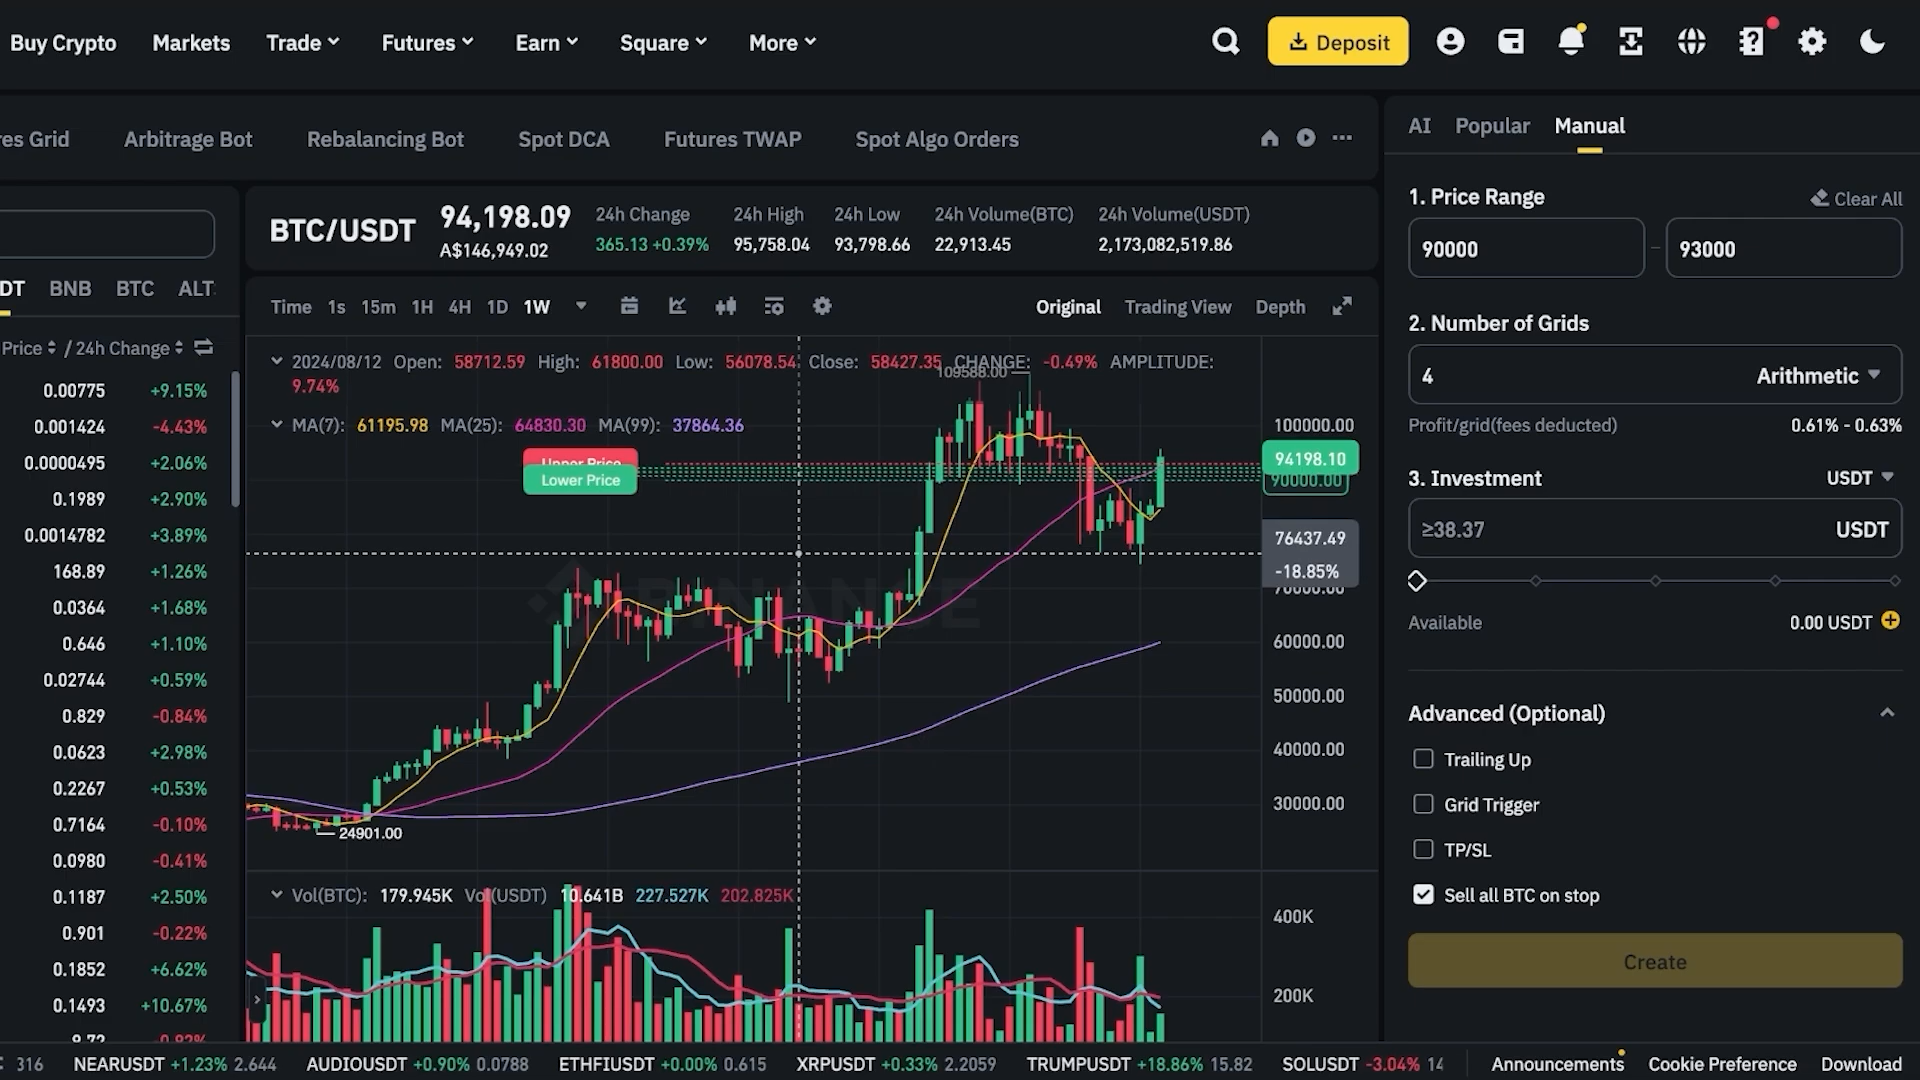 Buy Crypto Markets Trade Futures Earn Square More Deposit
res Grid Arbitrage Bot Rebalancing Bot Spot DCA Futures TWAP Spot Algo Orders
AI Popular Manual
BTC/USDT 94,198.09 24h Change 24h High 24h Low 24h Volume(BTC) 24h Volume(USDT)
A$146,949.02 365.13 +0.39% 95,758.04 93,798.66 22,913.45 2,173,082,519.86
DT BNB BTC ALT
Price / 24h Change
0.00775 +9.15%
0.001424 -4.43%
0.0000495 +2.06%
0.1989 +2.90%
0.0014782 +3.89%
168.89 +1.26%
0.0364 +1.68%
0.646 +1.10%
0.02744 +0.59%
0.829 -0.84%
0.0623 +2.98%
0.2267 +0.53%
0.7164 -0.10%
0.0980 -0.41%
0.1187 +2.50%
0.901 -0.22%
0.1852 +6.62%
0.1493 +10.67%
Time 1s 15m 1H 4H 1D 1W Original Trading View Depth
2024/08/12 Open: 58712.59 High: 61800.00 Low: 56078.54 Close: 58427.35 CHANGE: -0.49% AMPLITUDE:
9.74%
109588.00
MA(7): 61195.98 MA(25): 64830.30 MA(99): 37864.36
100000.00
Upper Price
94198.10
Lower Price
90000.00
76437.49
-18.85%
70000.00
BINANCE
60000.00
50000.00
40000.00
30000.00
24901.00
Vol(BTC): 179.945K Vol(USDT) 10.641B 227.527K 202.825K
400K
200K
1. Price Range Clear All
90000 – 93000
2. Number of Grids
4 Arithmetic
Profit/grid(fees deducted) 0.61% - 0.63%
3. Investment USDT
≥38.37 USDT
Available 0.00 USDT
Advanced (Optional)
Trailing Up
Grid Trigger
TP/SL
Sell all BTC on stop
Create
316 NEARUSDT +1.23% 2.644 AUDIOUSDT +0.90% 0.0788 ETHFIUSDT +0.00% 0.615 XRPUSDT +0.33% 2.2059 TRUMPUSDT +18.86% 15.82 SOLUSDT -3.04% 14 Announcements Cookie Preference Download